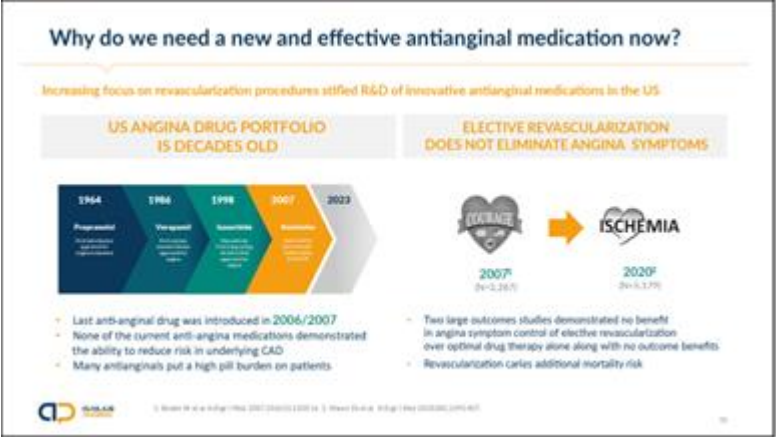 Why do we need a new and effective antianginal medication now?
Increasing focus on revascularization procedures stifled R&D of innovative antianginal medications in the US
US ANGINA DRUG PORTFOLIO
IS DECADES OLD
ELECTIVE REVASCULARIZATION
DOES NOT ELIMINATE ANGINA SYMPTOMS
1964
1986
1998
2007
2023
Propranolol
Verapamil
COURAGE
ISCHEMIA
2007
2020
Last anti-anginal drug was introduced in 2006/2007
None of the current anti-angina medications demonstrated
the ability to reduce risk in underlying CAD
Many antianginals put a high pill burden on patients
Two large outcomes studies demonstrated no benefit
in angina symptom control of elective revascularization
over optimal drug therapy alone along with no outcome benefits
Revascularization caries additional mortality risk